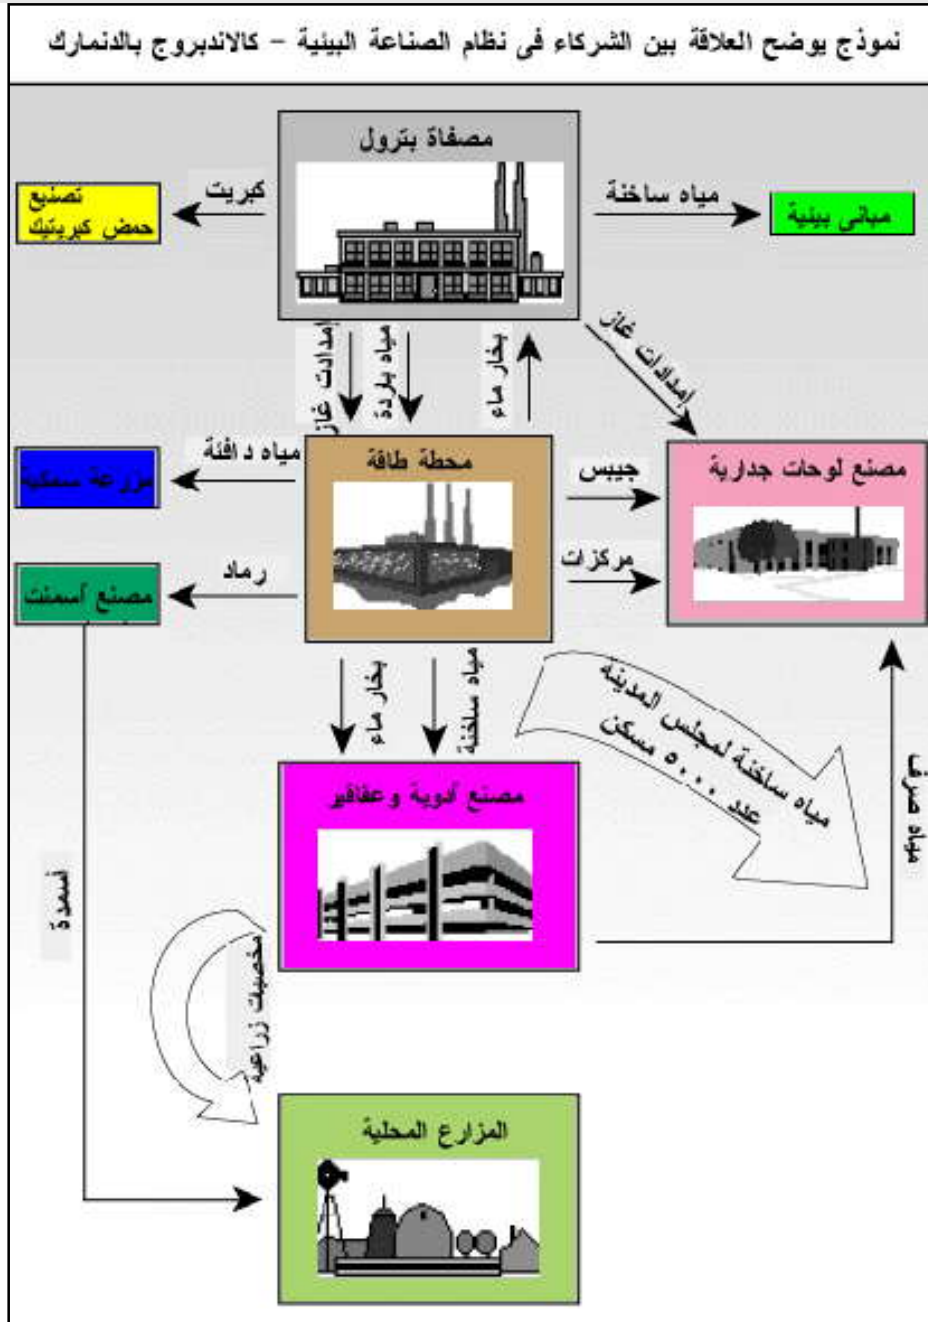 نموذج يوضح العلاقة بين الشركاء فى نظام الصناعة البيئية – كالاندبروج بالدنمارك
مصفاة بترول
كبريت
تصنيع
حمض كبريتيك
مياه ساخنة
مبانى بيئية
إمدادت غاز
مياه باردة
بخار ماء
إمدادات غاز
محطة طاقة
مياه دافئة
مزرعة سمكية
رماد
مصنع أسمنت
جيبس
مركزات
مصنع لوحات جدارية
بخار ماء
مياه ساخنة
مياه ساخنة لمجلس المدينة
عدد ٥٠٠٠ مسكن
مياه صرف
مصنع أدوية وعقاقير
أسمدة
مخصبات زراعية
المزارع المحلية